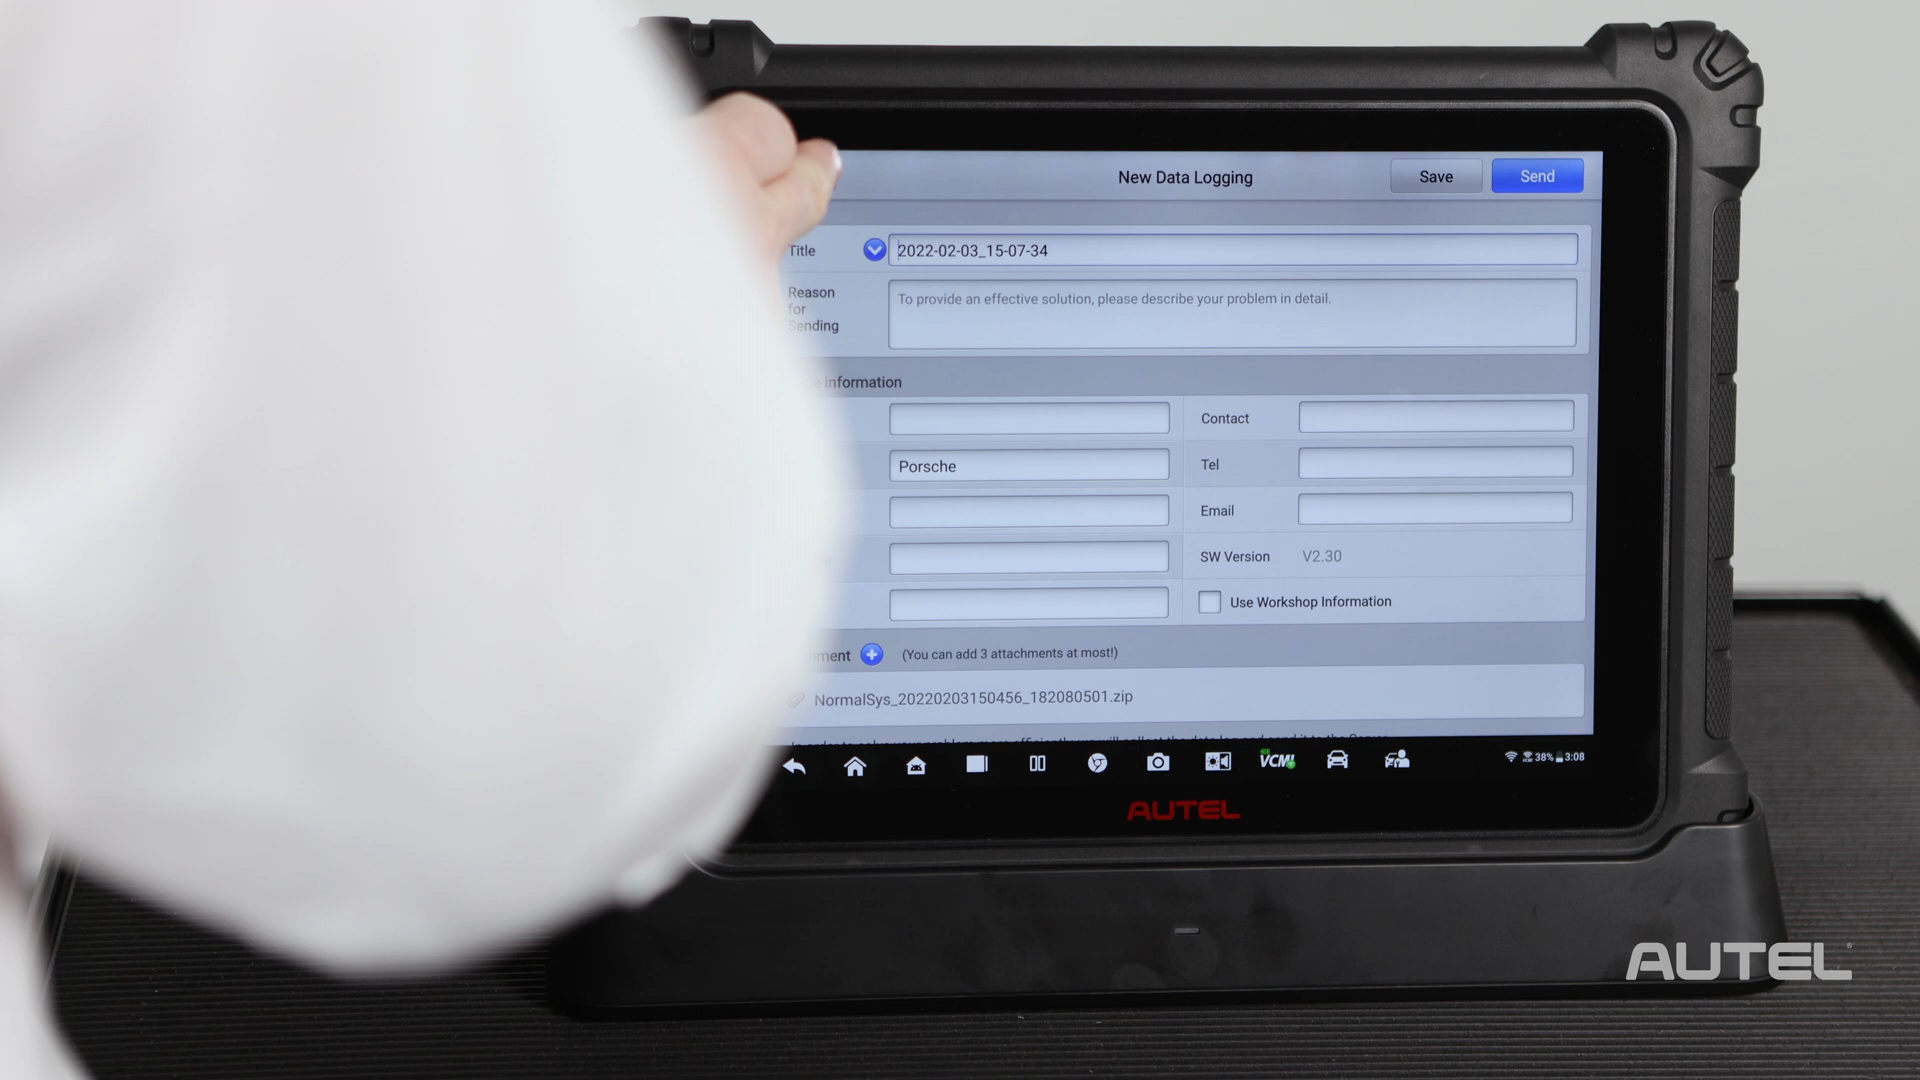 New Data Logging
Save
Send
Title
2022-02-03_15-07-34
Reason
for
Sending
To provide an effective solution, please describe your problem in detail.
Information
Contact
Porsche
Tel
Email
SW Version V2.30
Use Workshop Information
(You can add 3 attachments at most!)
NormalSys_20220203150456_182080501.zip
VCMI
38% 3:08
AUTEL
AUTEL